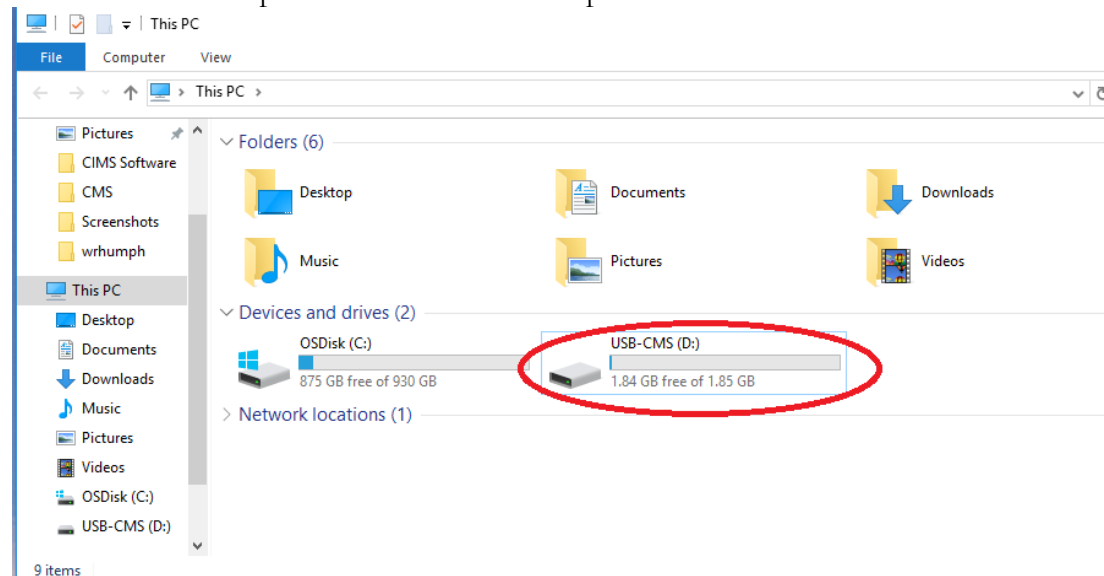 This PC
File Computer View
This PC
Pictures
CIMS Software
CMS
Screenshots
wrhumph
This PC
Desktop
Documents
Downloads
Music
Pictures
Videos
OSDisk (C:)
USB-CMS (D:)
Folders (6)
Desktop Documents Downloads
Music Pictures Videos
Devices and drives (2)
OSDisk (C:) USB-CMS (D:)
875 GB free of 930 GB 1.84 GB free of 1.85 GB
Network locations (1)
9 items